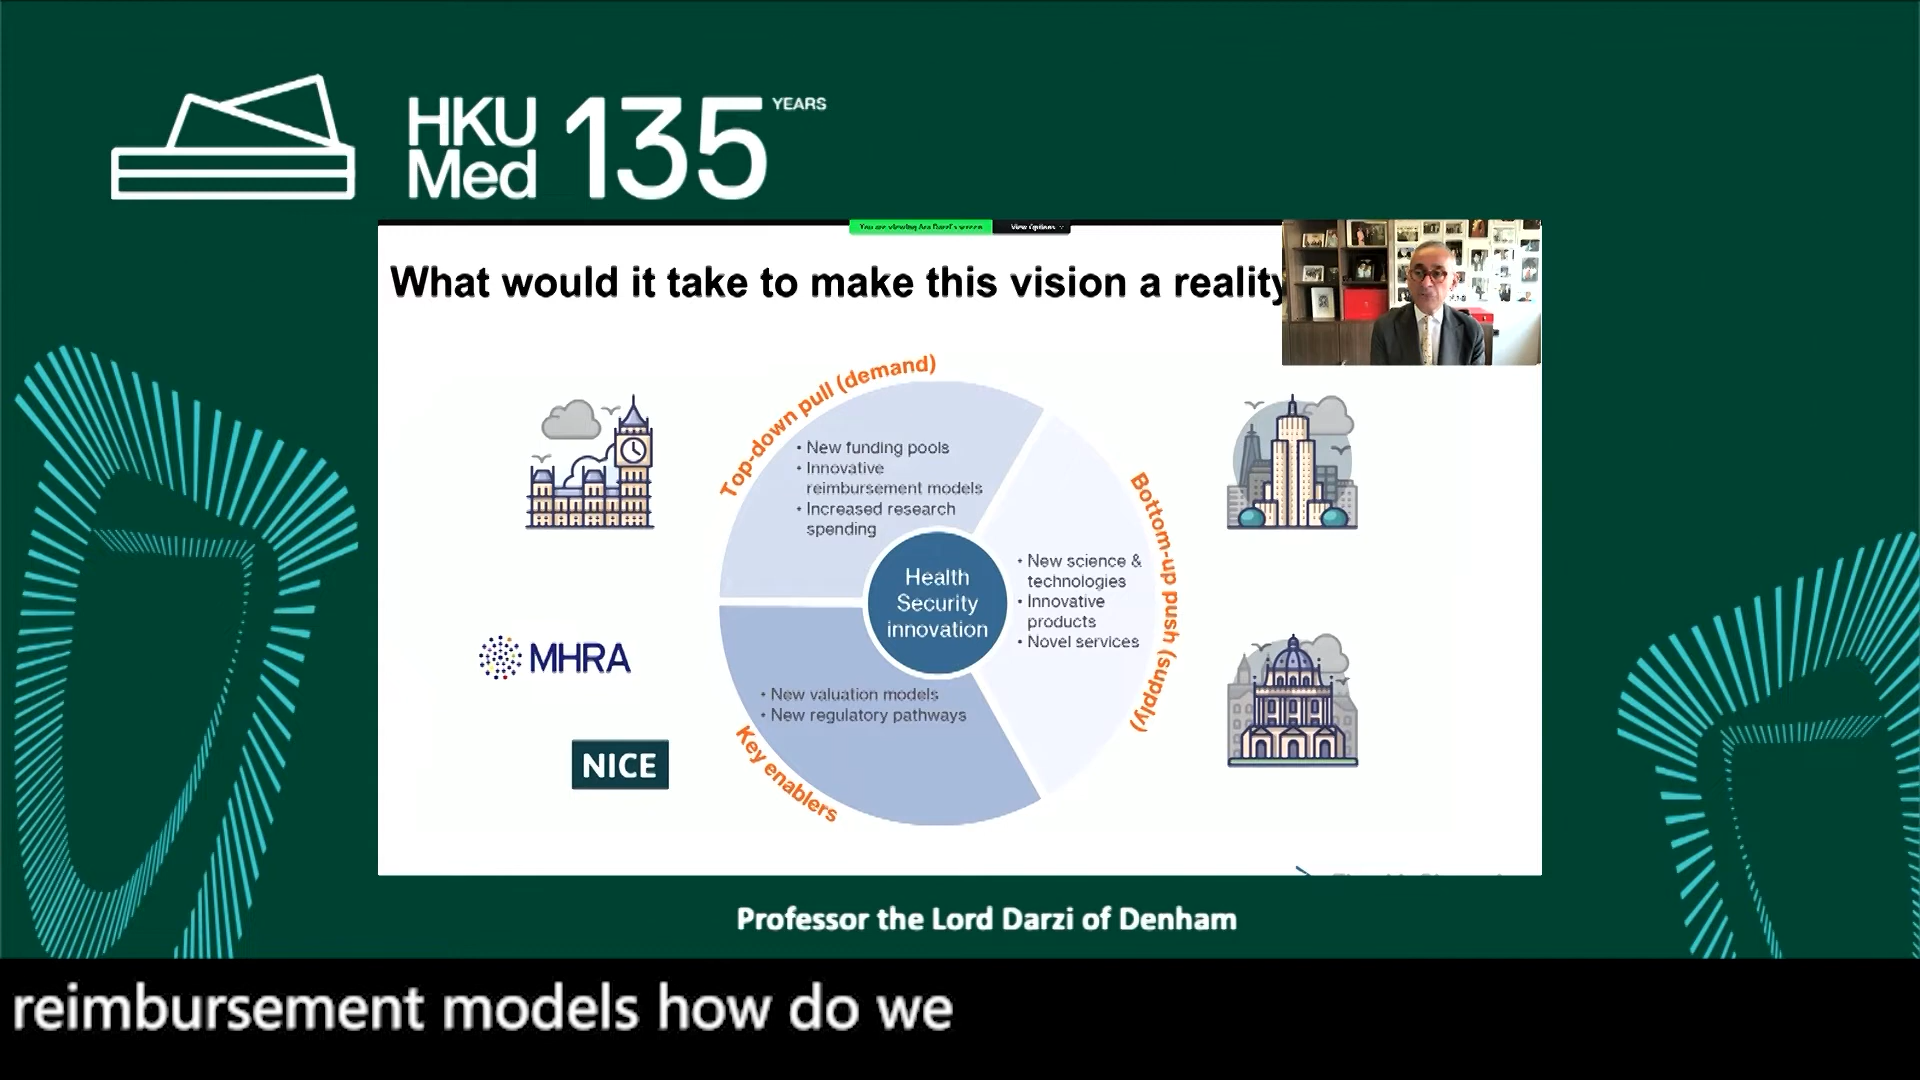 HKU
Med
135
YEARS
You are viewing Ara Darzi's screen
View Options
What would it take to make this vision a reality
Top-down pull (demand)
• New funding pools
• Innovative
reimbursement models
• Increased research
spending
Bottom-up push (supply)
• New science &
technologies
• Innovative
products
• Novel services
Health
Security
innovation
MHRA
• New valuation models
• New regulatory pathways
Key enablers
NICE
Professor the Lord Darzi of Denham
reimbursement models how do we